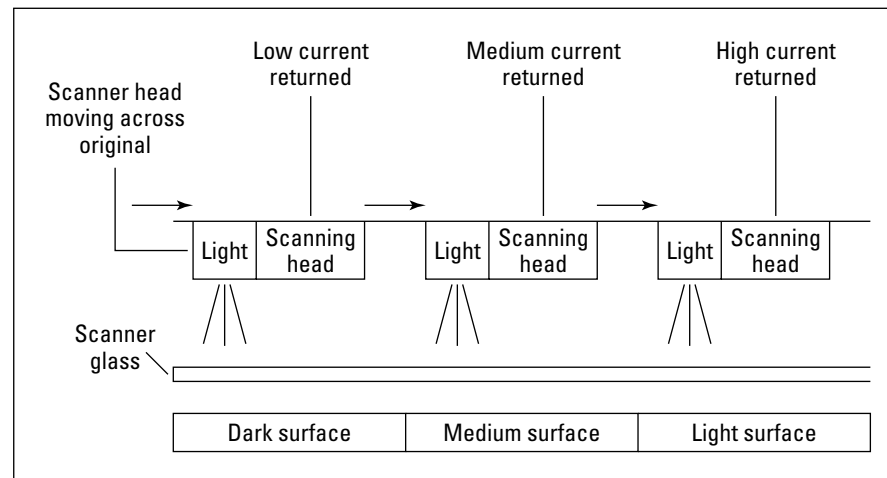 Low current
returned
Medium current
returned
High current
returned
Scanner head
moving across
original
Light
Scanning
head
Light
Scanning
head
Light
Scanning
head
Scanner
glass
Dark surface
Medium surface
Light surface